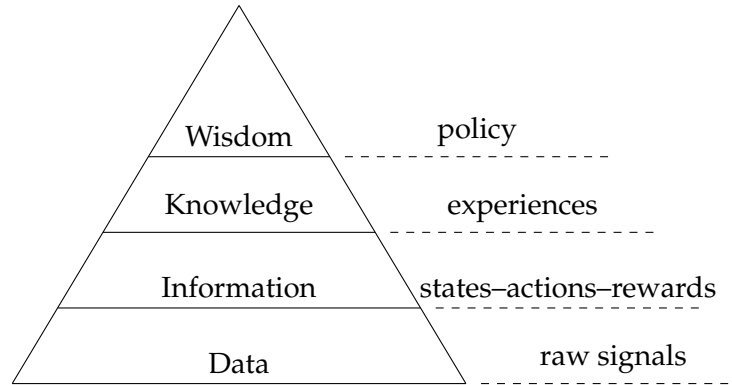 Wisdom policy
Knowledge experiences
Information states–actions–rewards
Data raw signals